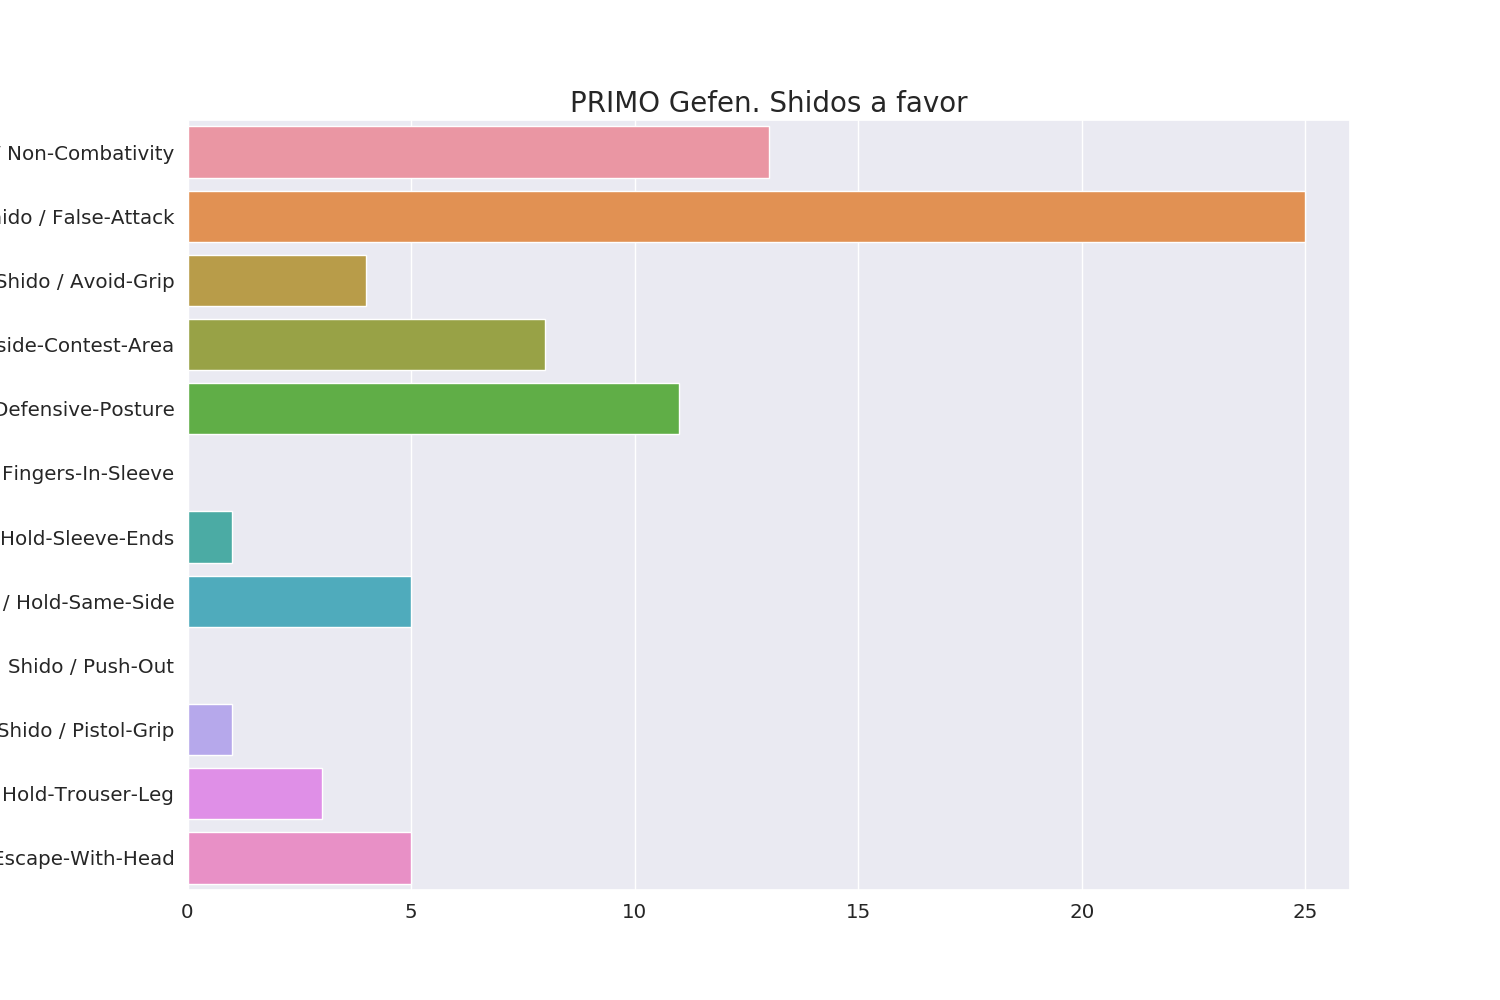 PRIMO Gefen. Shidos a favor
/ Non-Combativity
ido / False-Attack
Shido / Avoid-Grip
side-Contest-Area
Defensive-Posture
Fingers-In-Sleeve
Hold-Sleeve-Ends
/ Hold-Same-Side
Shido / Push-Out
Shido / Pistol-Grip
Hold-Trouser-Leg
Escape-With-Head
0 5 10 15 20 25